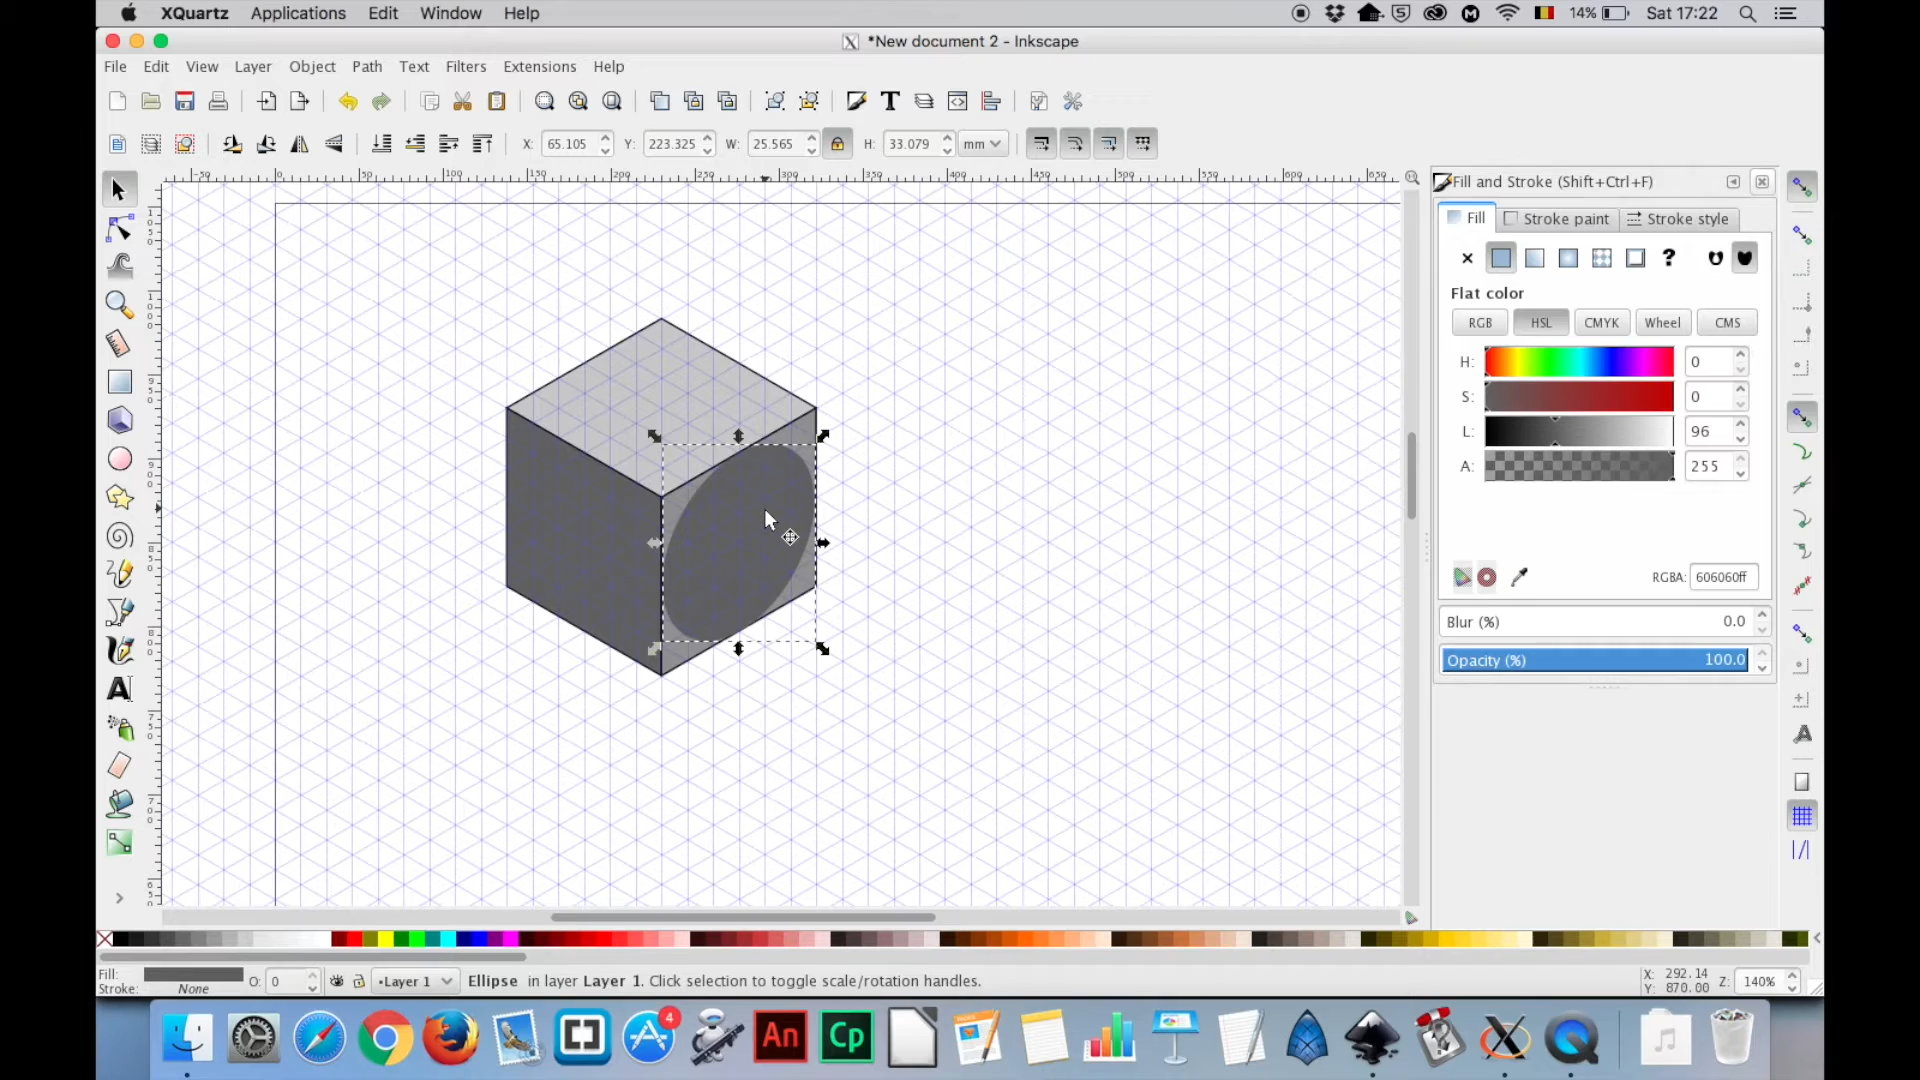 XQuartz Applications Edit Window Help 14% Sat 17:22
*New document 2 - Inkscape
File Edit View Layer Object Path Text Filters Extensions Help
X: 65.105 Y: 223.325 W: 25.565 H: 33.079 mm
Fill and Stroke (Shift+Ctrl+F)
Fill Stroke paint Stroke style
?
Flat color
RGB HSL CMYK Wheel CMS
H: 0
S: 0
L: 96
A: 255
RGBA: 606060ff
Blur (%) 0.0
Opacity (%) 100.0
Fill: O: 0 •Layer 1 Ellipse in layer Layer 1. Click selection to toggle scale/rotation handles. X: 292.14 Z: 140%
Stroke: None Y: 870.00
4
An Cp